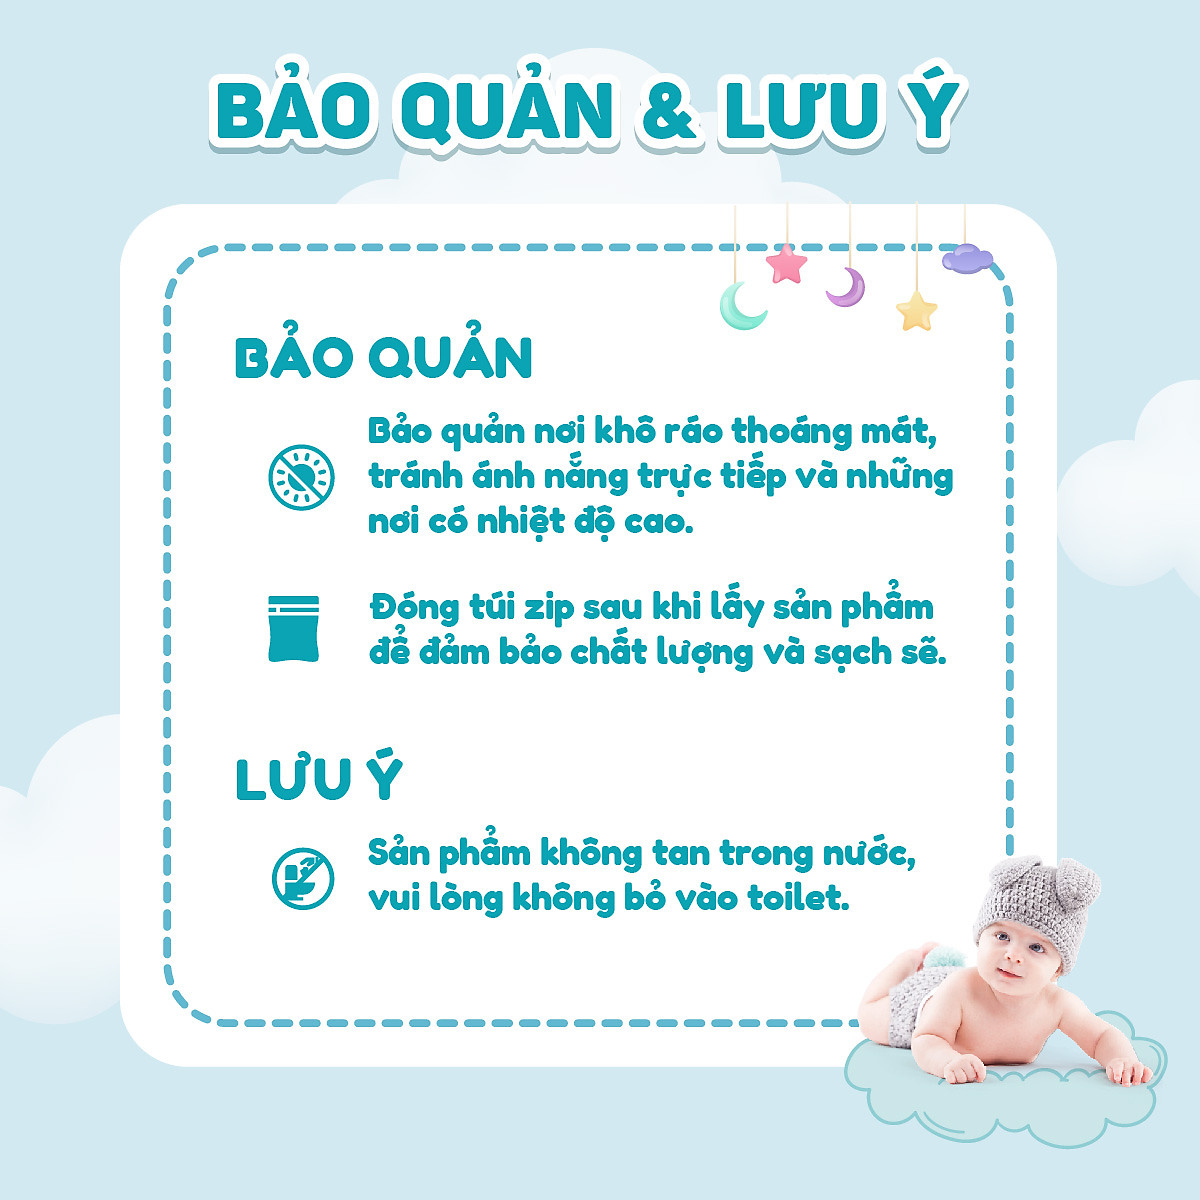 BẢO QUẢN & LƯU Ý
BẢO QUẢN
Bảo quản nơi khô ráo thoáng mát,
tránh ánh nắng trực tiếp và những
nơi có nhiệt độ cao.
Đóng túi zip sau khi lấy sản phẩm
để đảm bảo chất lượng và sạch sẽ.
LƯU Ý
Sản phẩm không tan trong nước,
vui lòng không bỏ vào toilet.